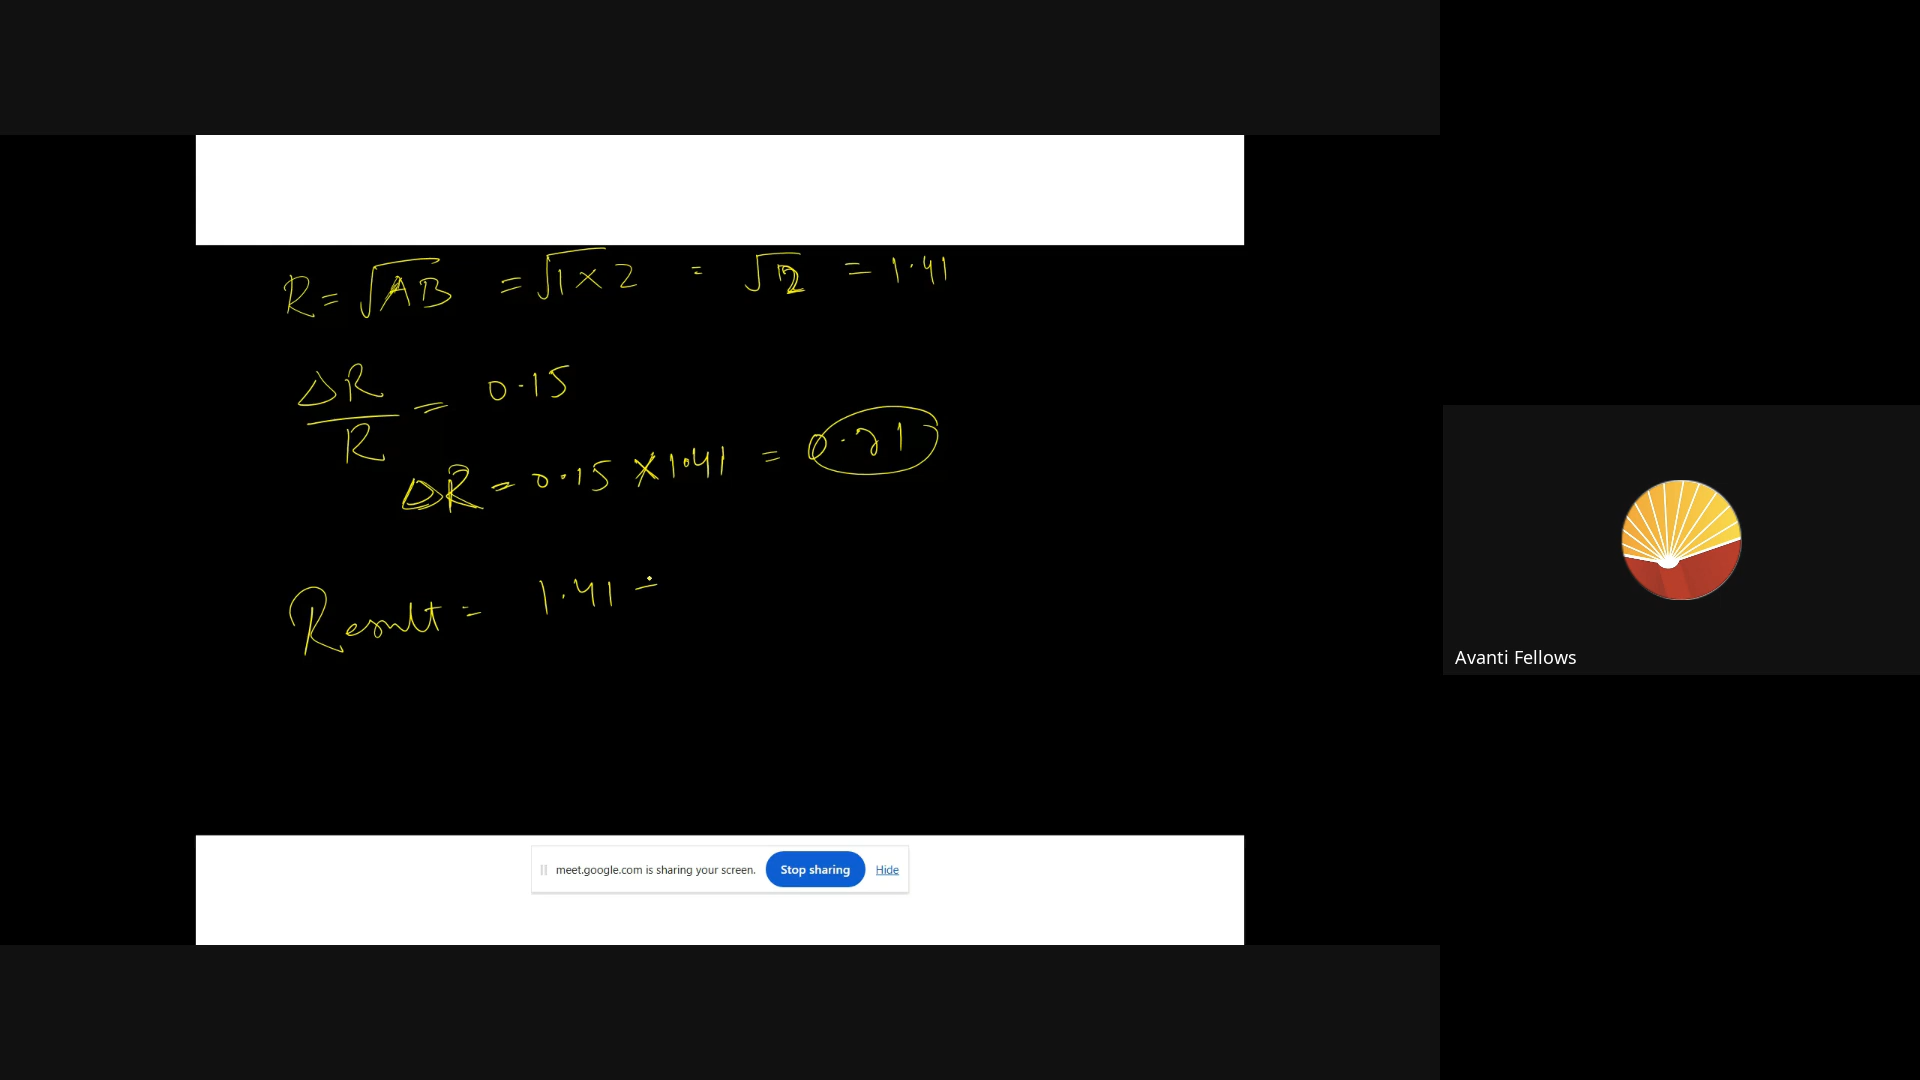 R = √AB = √1×2 = √2 = 1.41
ΔR/R = 0.15
ΔR = 0.15 × 1.41 = 0.21
Result = 1.41 ÷
Avanti Fellows
meet.google.com is sharing your screen. Stop sharing Hide